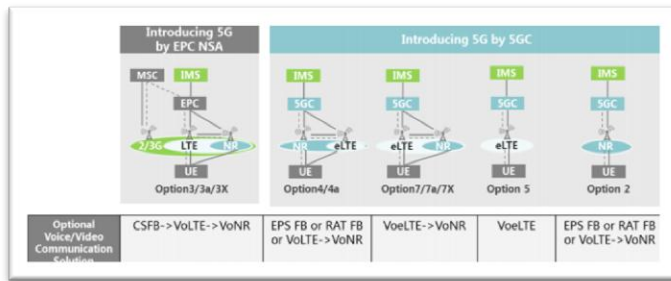 Introducing 5G
by EPC NSA
Introducing 5G by 5GC
MSC IMS IMS IMS IMS IMS
EPC 5GC 5GC 5GC 5GC
2/3G LTE NR NR eLTE eLTE NR eLTE NR
UE UE UE UE UE
Option3/3a/3X Option4/4a Option7/7a/7X Option 5 Option 2
Optional
Voice/Video
Communication
Solution
CSFB->VoLTE->VoNR
EPS FB or RAT FB
or VoLTE->VoNR
VoeLTE->VoNR
VoeLTE
EPS FB or RAT FB
or VoLTE->VoNR